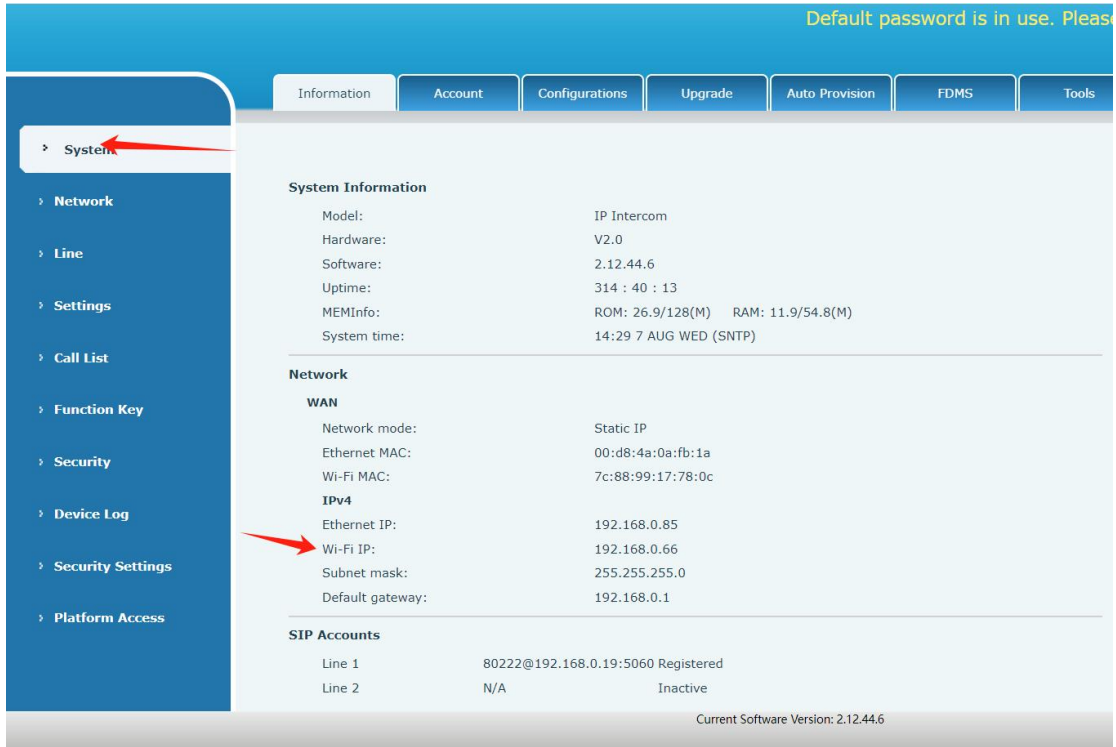 Default password is in use. Please
Information Account Configurations Upgrade Auto Provision FDMS Tools
System
Network
Line
Settings
Call List
Function Key
Security
Device Log
Security Settings
Platform Access
System Information
Model: IP Intercom
Hardware: V2.0
Software: 2.12.44.6
Uptime: 314 : 40 : 13
MEMInfo: ROM: 26.9/128(M) RAM: 11.9/54.8(M)
System time: 14:29 7 AUG WED (SNTP)
Network
WAN
Network mode: Static IP
Ethernet MAC: 00:d8:4a:0a:fb:1a
Wi-Fi MAC: 7c:88:99:17:78:0c
IPv4
Ethernet IP: 192.168.0.85
Wi-Fi IP: 192.168.0.66
Subnet mask: 255.255.255.0
Default gateway: 192.168.0.1
SIP Accounts
Line 1 80222@192.168.0.19:5060 Registered
Line 2 N/A Inactive
Current Software Version: 2.12.44.6